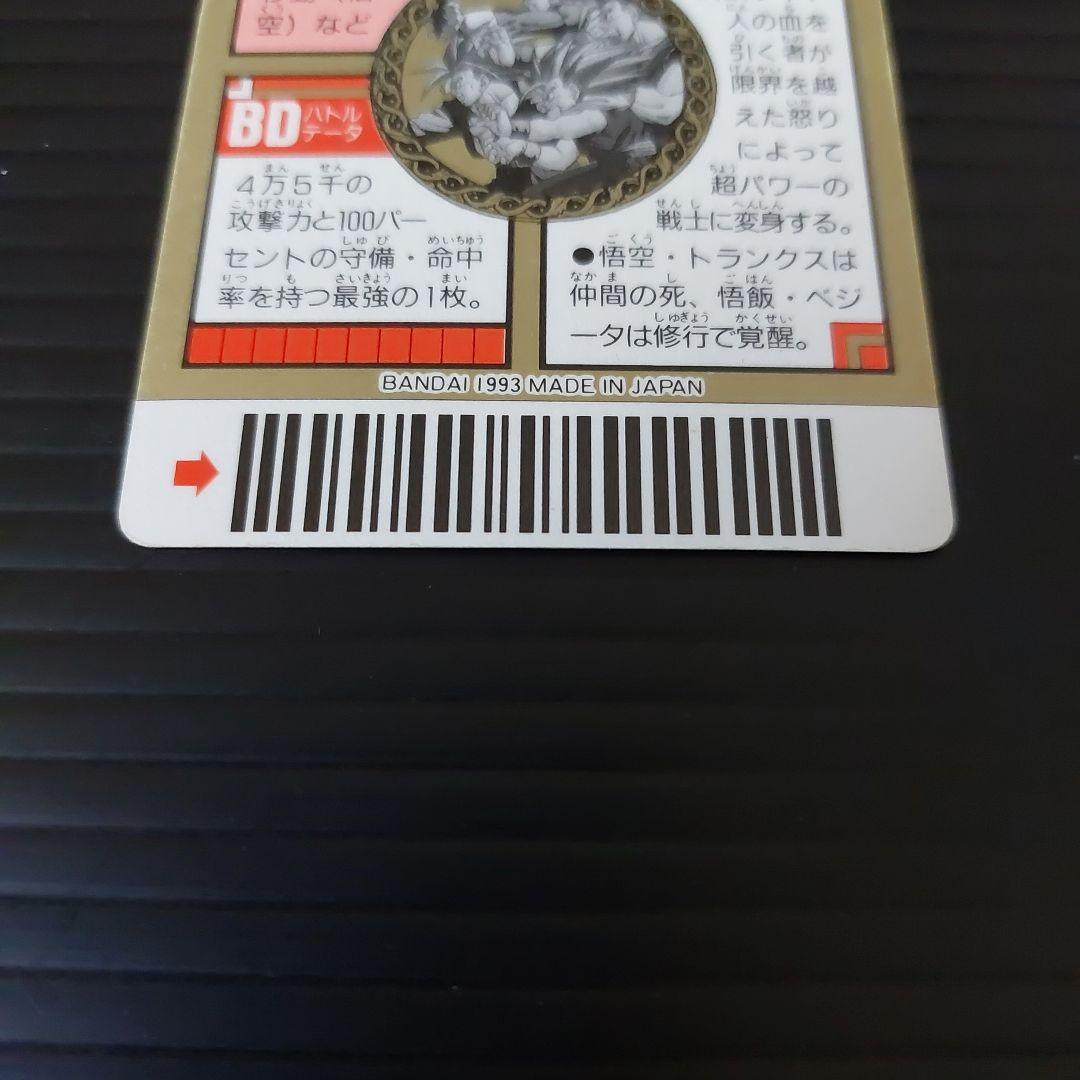 空）など
BD バトル
データ
4万5千の
攻撃力と100パー
セントの守備・命中
率を持つ最強の1枚。
人の血を
引く者が
限界を越
えた怒り
によって
超パワーの
戦士に変身する。
●悟空・トランクスは
仲間の死、悟飯・ベジ
ータは修行で覚醒。
BANDAI 1993 MADE IN JAPAN